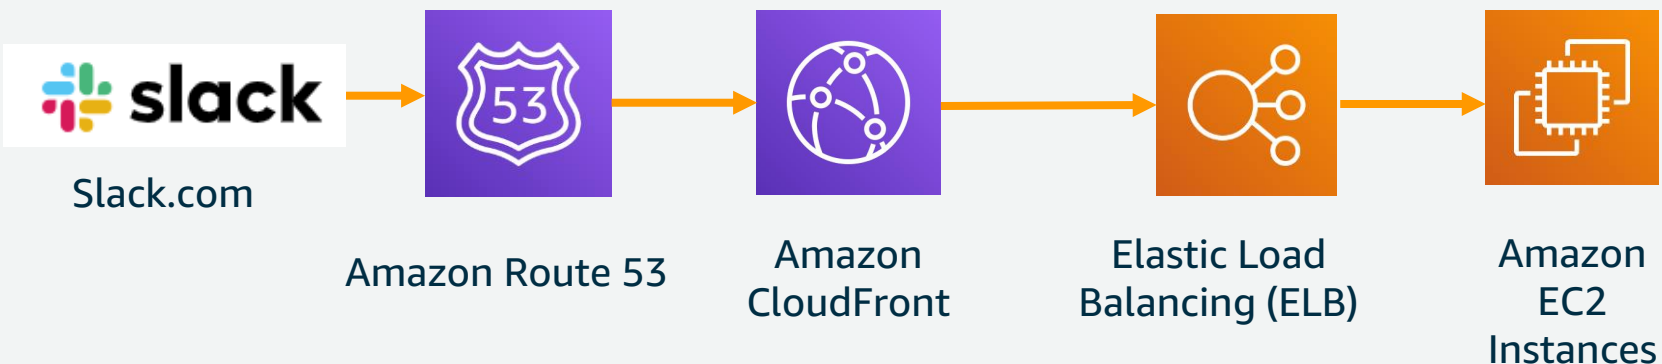 slack
Slack.com
53
Amazon Route 53
Amazon
CloudFront
Elastic Load
Balancing (ELB)
Amazon
EC2
Instances